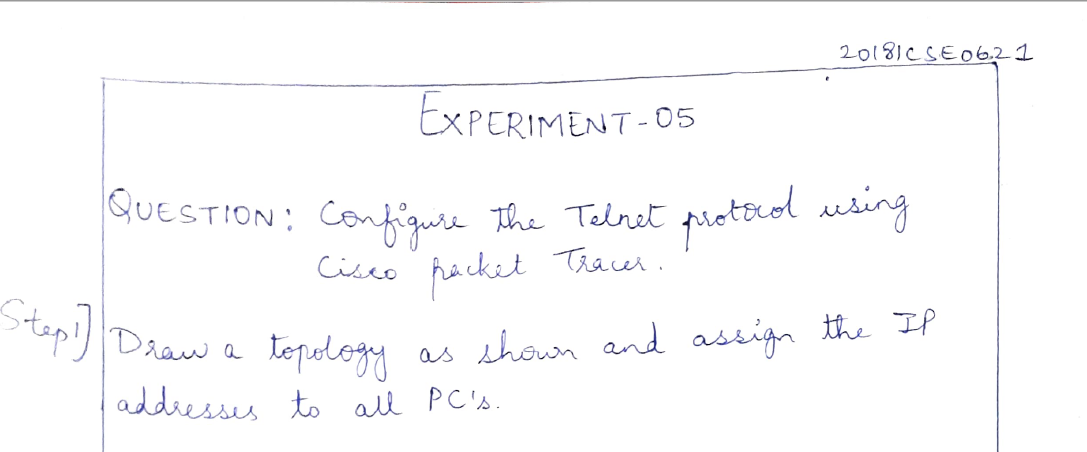 20181CSE0621
EXPERIMENT-05
QUESTION: Configure the Telnet protocol using
Cisco packet Tracer.
Step1] Draw a topology as shown and assign the IP
addresses to all PC's.